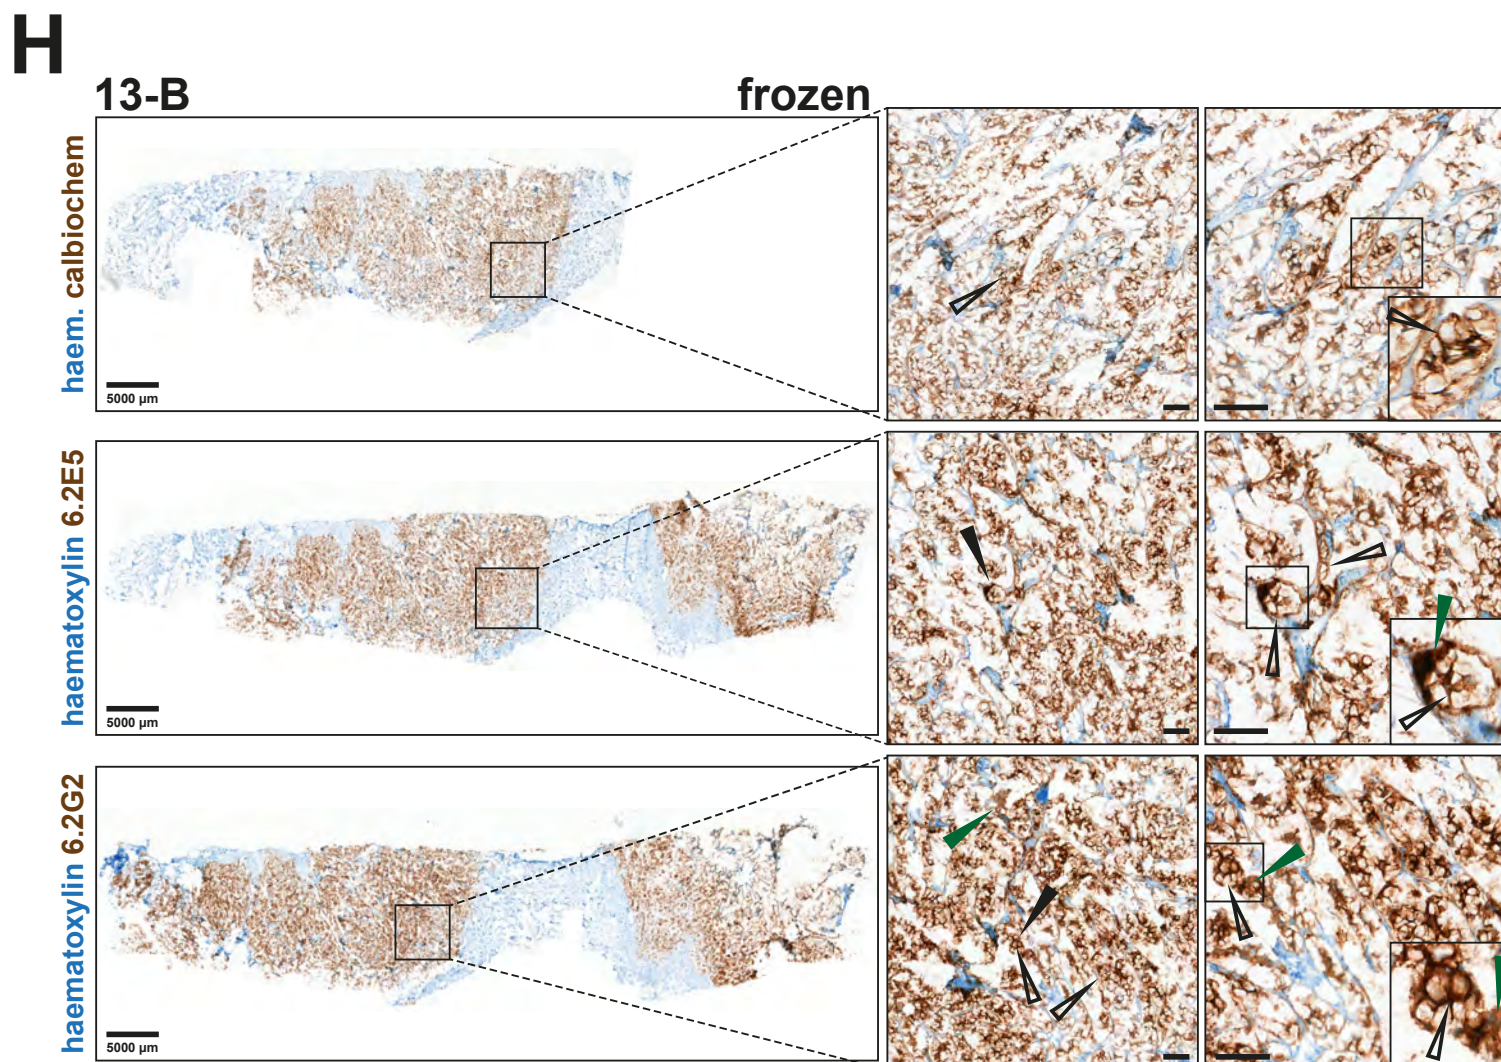 H
13-B
frozen
haem. calbiochem
5000 µm
haematoxylin 6.2E5
5000 µm
haematoxylin 6.2G2
5000 µm